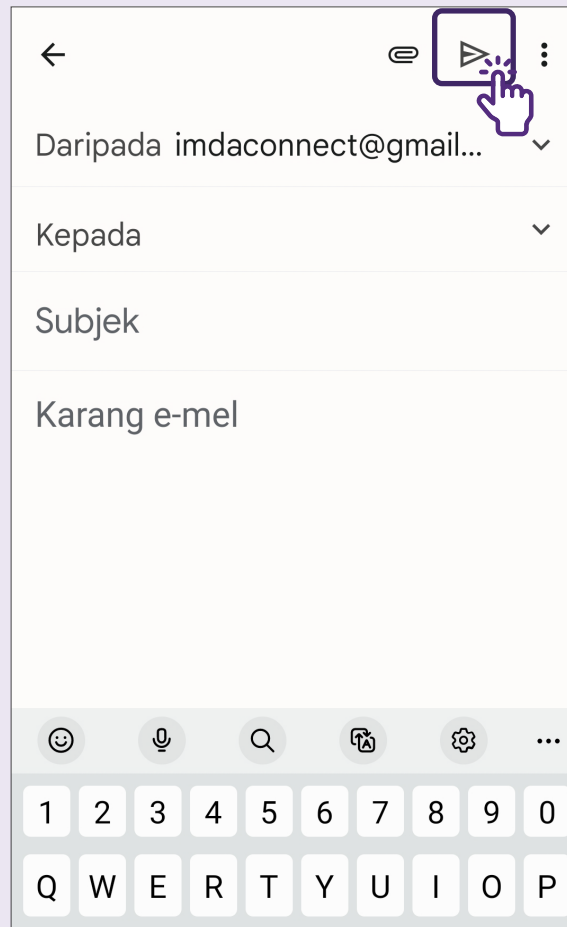 Daripada imdaconnect@gmail...
Kepada
Subjek
Karang e-mel
1 2 3 4 5 6 7 8 9 0
Q W E R T Y U I O P